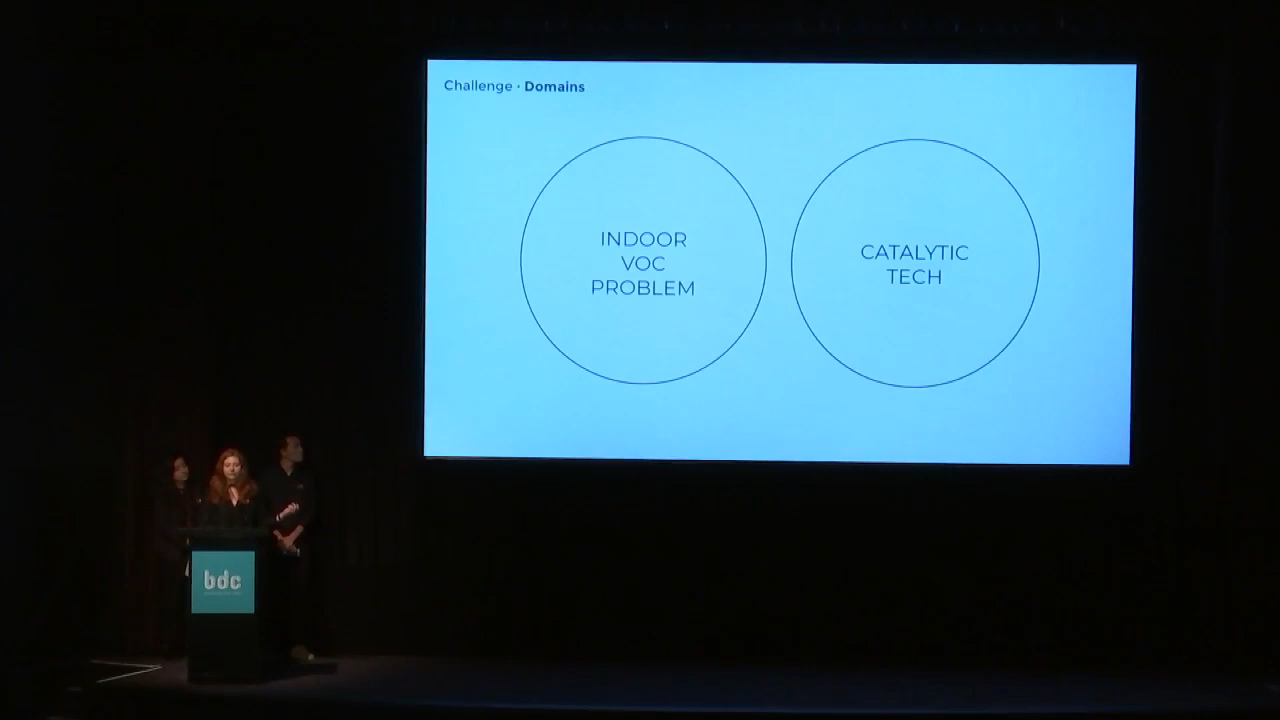 Challenge · Domains
INDOOR
VOC
PROBLEM
CATALYTIC
TECH
bdc